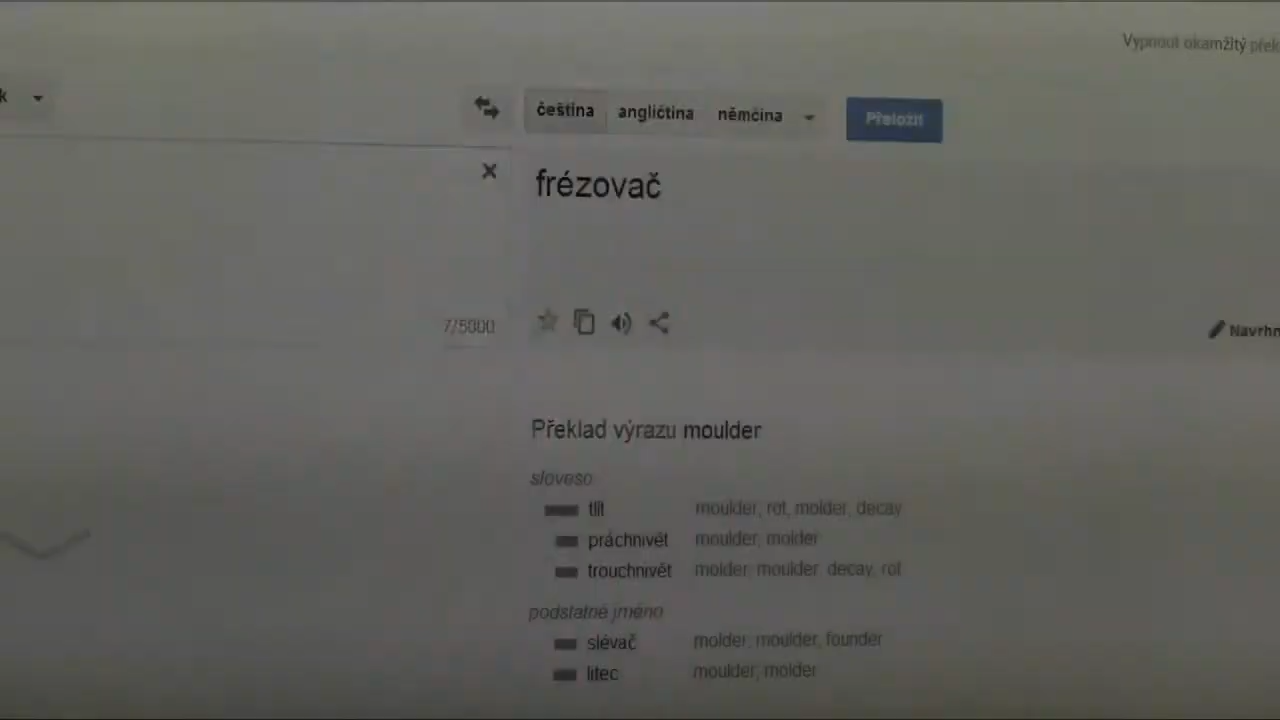 Vypnout okamžitý přek
k
čeština angličtina němčina Přeložit
frézovač
7/5000
Navrhn
Překlad výrazu moulder
sloveso
tlít moulder, rot, molder, decay
práchnivět moulder, molder
trouchnivět molder, moulder, decay, rot
podstatné jméno
slévač molder, moulder, founder
litec moulder, molder